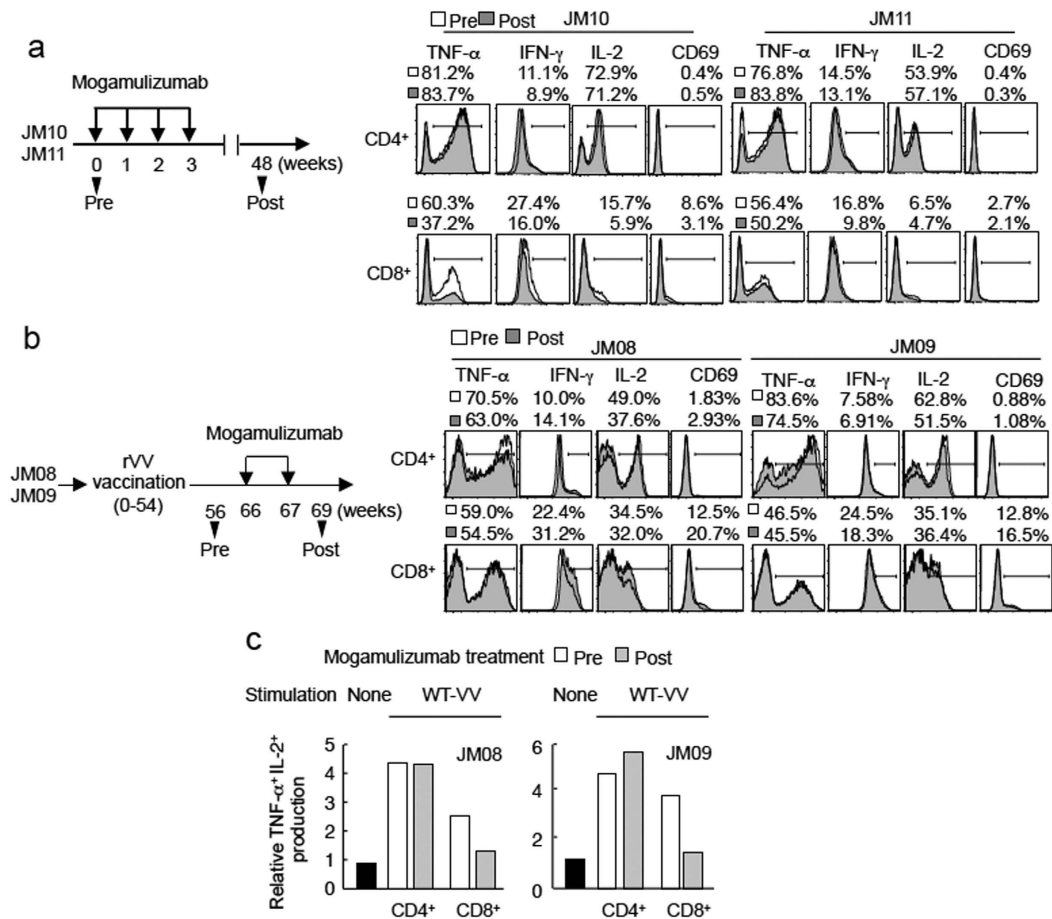 a
Mogamulizumab
JM10
JM11
0 1 2 3 48 (weeks)
Pre Post
Pre Post
JM10 JM11
TNF-α IFN-γ IL-2 CD69 TNF-α IFN-γ IL-2 CD69
81.2% 11.1% 72.9% 0.4% 76.8% 14.5% 53.9% 0.4%
83.7% 8.9% 71.2% 0.5% 83.8% 13.1% 57.1% 0.3%
CD4+
60.3% 27.4% 15.7% 8.6% 56.4% 16.8% 6.5% 2.7%
37.2% 16.0% 5.9% 3.1% 50.2% 9.8% 4.7% 2.1%
CD8+
b
JM08
JM09
rVV
vaccination
(0-54)
Mogamulizumab
56 66 67 69 (weeks)
Pre Post
Pre Post
JM08 JM09
TNF-α IFN-γ IL-2 CD69 TNF-α IFN-γ IL-2 CD69
70.5% 10.0% 49.0% 1.83% 83.6% 7.58% 62.8% 0.88%
63.0% 14.1% 37.6% 2.93% 74.5% 6.91% 51.5% 1.08%
CD4+
59.0% 22.4% 34.5% 12.5% 46.5% 24.5% 35.1% 12.8%
54.5% 31.2% 32.0% 20.7% 45.5% 18.3% 36.4% 16.5%
CD8+
c
Mogamulizumab treatment Pre Post
Stimulation None WT-VV None WT-VV
Relative TNF-α+ IL-2+
production
5
4
3
2
1
0
JM08
CD4+ CD8+
6
4
2
0
JM09
CD4+ CD8+